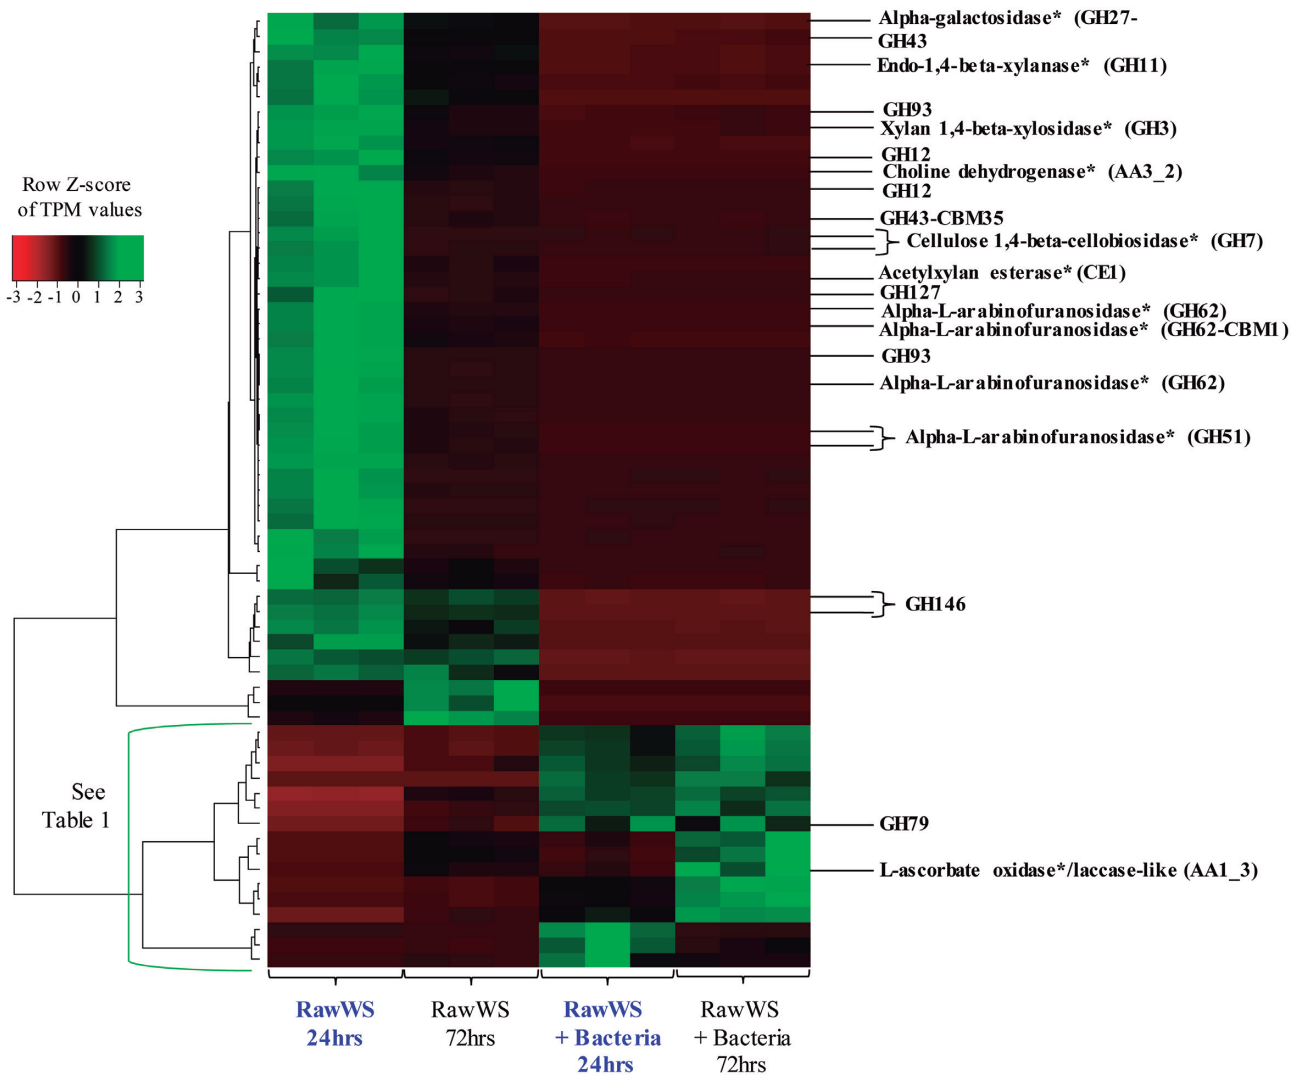 Alpha-galactosidase* (GH27-
GH43
Endo-1,4-beta-xylanase* (GH11)
GH93
Xylan 1,4-beta-xylosidase* (GH3)
GH12
Choline dehydrogenase* (AA3_2)
GH12
GH43-CBM35
Cellulose 1,4-beta-cellobiosidase* (GH7)
Acetylxylan esterase* (CE1)
GH127
Alpha-L-arabinofuranosidase* (GH62)
Alpha-L-arabinofuranosidase* (GH62-CBM1)
GH93
Alpha-L-arabinofuranosidase* (GH62)
Alpha-L-arabinofuranosidase* (GH51)
GH146
GH79
L-ascorbate oxidase*/laccase-like (AA1_3)
Row Z-score
of TPM values
-3 -2 -1 0 1 2 3
See
Table 1
RawWS
24hrs
RawWS
72hrs
RawWS
+ Bacteria
24hrs
RawWS
+ Bacteria
72hrs